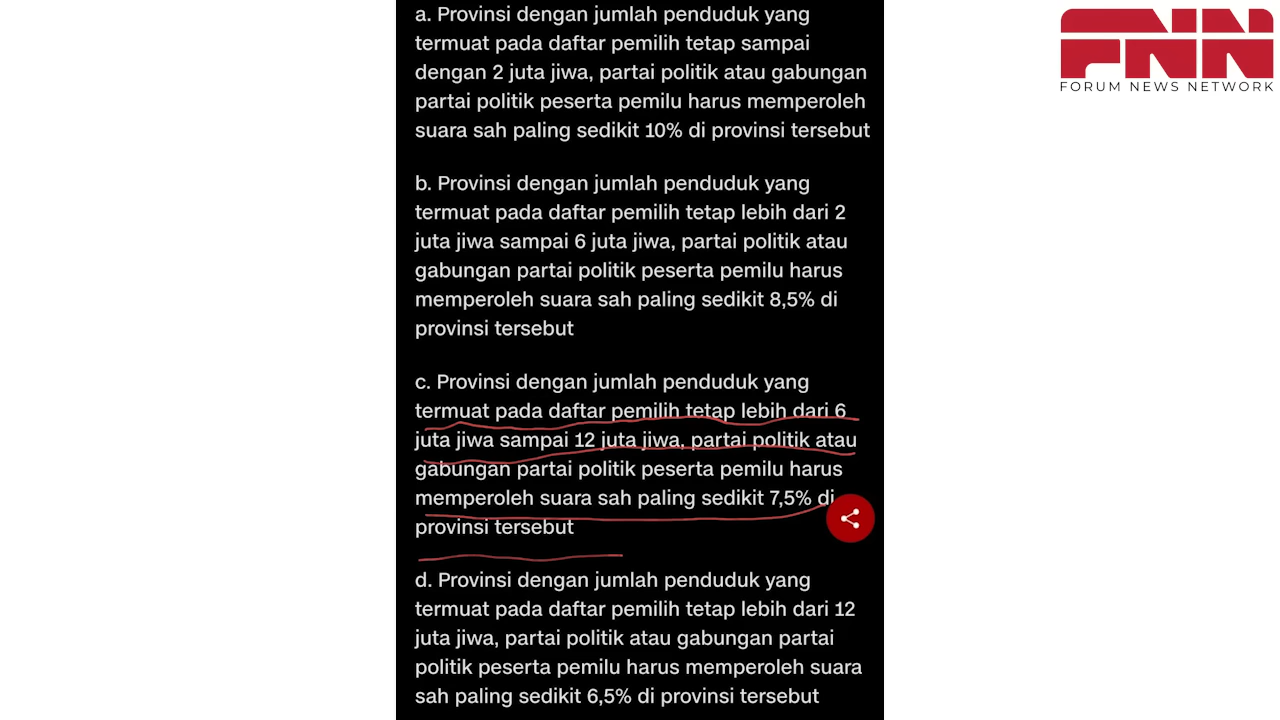 a. Provinsi dengan jumlah penduduk yang
termuat pada daftar pemilih tetap sampai
dengan 2 juta jiwa, partai politik atau gabungan
partai politik peserta pemilu harus memperoleh
suara sah paling sedikit 10% di provinsi tersebut
b. Provinsi dengan jumlah penduduk yang
termuat pada daftar pemilih tetap lebih dari 2
juta jiwa sampai 6 juta jiwa, partai politik atau
gabungan partai politik peserta pemilu harus
memperoleh suara sah paling sedikit 8,5% di
provinsi tersebut
c. Provinsi dengan jumlah penduduk yang
termuat pada daftar pemilih tetap lebih dari 6
juta jiwa sampai 12 juta jiwa, partai politik atau
gabungan partai politik peserta pemilu harus
memperoleh suara sah paling sedikit 7,5% di
provinsi tersebut
d. Provinsi dengan jumlah penduduk yang
termuat pada daftar pemilih tetap lebih dari 12
juta jiwa, partai politik atau gabungan partai
politik peserta pemilu harus memperoleh suara
sah paling sedikit 6,5% di provinsi tersebut
FNN
FORUM NEWS NETWORK